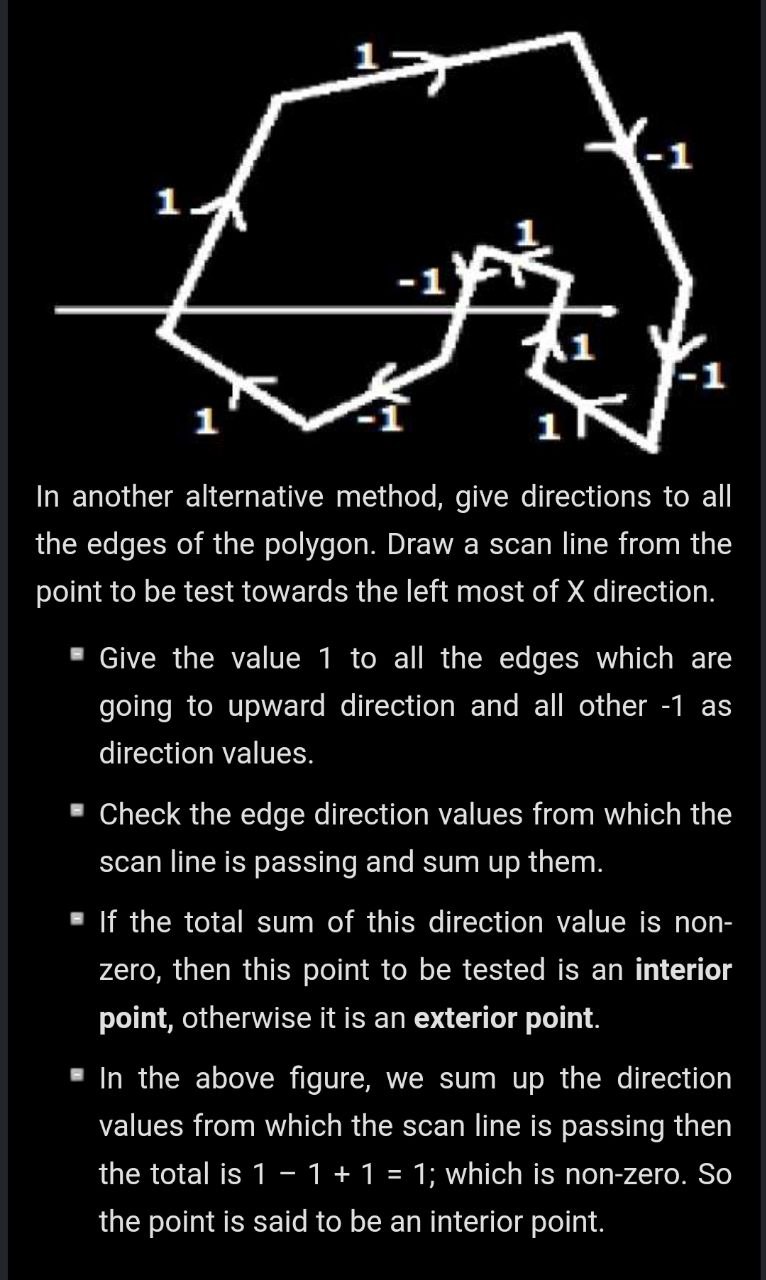 1
-1
1
1
-1
1
-1
1
-1
1
In another alternative method, give directions to all
the edges of the polygon. Draw a scan line from the
point to be test towards the left most of X direction.
Give the value 1 to all the edges which are
going to upward direction and all other -1 as
direction values.
Check the edge direction values from which the
scan line is passing and sum up them.
If the total sum of this direction value is non-
zero, then this point to be tested is an interior
point, otherwise it is an exterior point.
In the above figure, we sum up the direction
values from which the scan line is passing then
the total is 1 – 1 + 1 = 1; which is non-zero. So
the point is said to be an interior point.